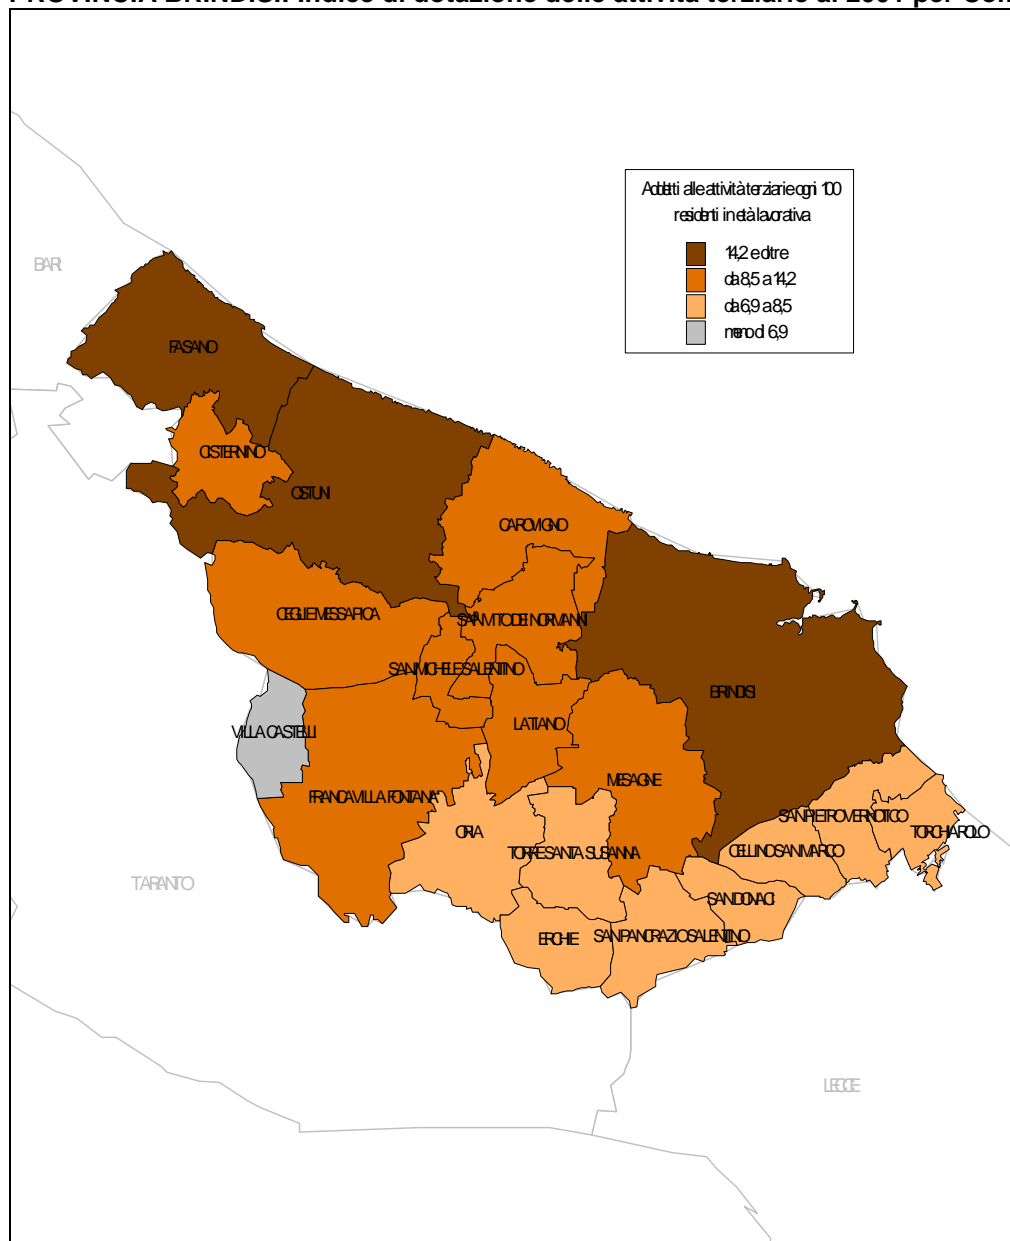 PROVINCIA BRINDISI: Indice di dotazione delle attività terziarie al 2001 per
Addetti alle attività terziarie ogni 100
residenti in età lavorativa
14,2 e oltre
da 8,5 a 14,2
da 6,9 a 8,5
meno di 6,9
BARI
FASANO
CISTERNINO
OSTUNI
CAROVIGNO
CEGLIE MESSAPICA
SAN VITO DEI NORMANNI
SAN MICHELE SALENTINO
BRINDISI
LATIANO
VILLA CASTELLI
MESAGNE
FRANCAVILLA FONTANA
SAN PIETRO VERNOTICO
ORIA
TORCHIAROLO
TORRE SANTA SUSANNA
CELLINO SAN MARCO
TARANTO
SAN DONACI
ERCHIE
SAN PANCRAZIO SALENTINO
LECCE